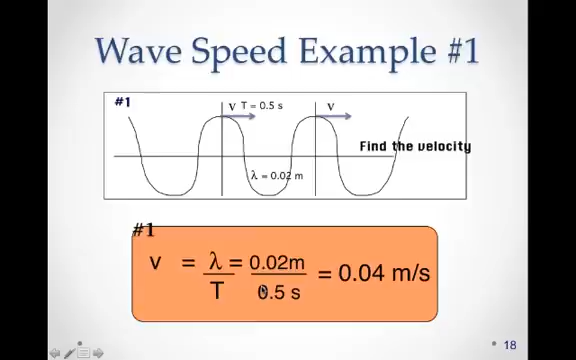 Wave Speed Example #1
#1
v T = 0.5 s
v
Find the velocity
λ = 0.02 m
#1
v = λ = 0.02m = 0.04 m/s
T 0.5 s
18